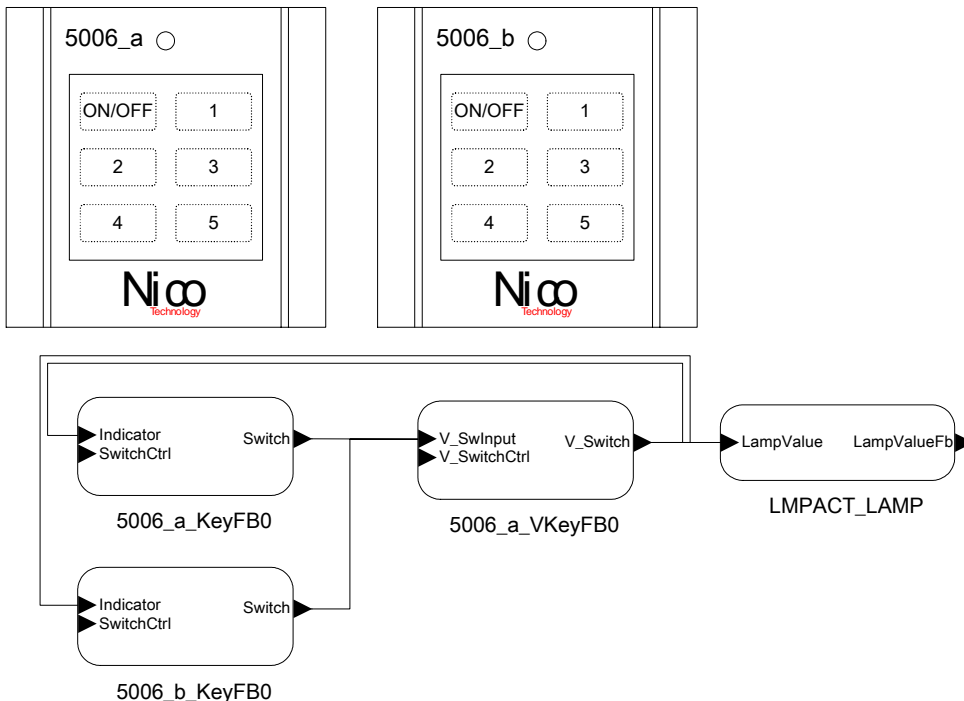 5006_a
ON/OFF 1
2 3
4 5
Nico
Technology
5006_b
ON/OFF 1
2 3
4 5
Nico
Technology
Indicator Switch
SwitchCtrl
5006_a_KeyFB0
V_SwInput V_Switch
V_SwitchCtrl
5006_a_VKeyFB0
LampValue LampValueFb
LMPACT_LAMP
Indicator Switch
SwitchCtrl
5006_b_KeyFB0